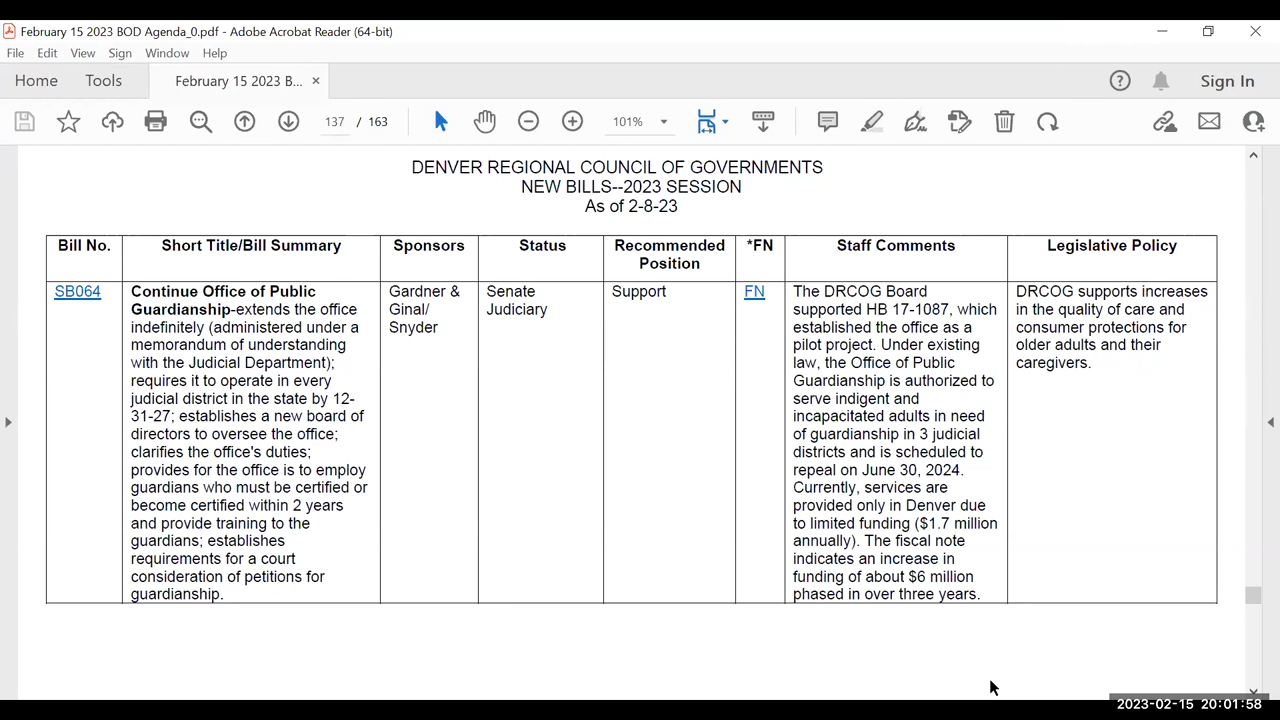 February 15 2023 BOD Agenda_0.pdf - Adobe Acrobat Reader (64-bit)
File Edit View Sign Window Help
Home Tools February 15 2023 B... × Sign In
137 / 163 101%
DENVER REGIONAL COUNCIL OF GOVERNMENTS
NEW BILLS--2023 SESSION
As of 2-8-23
Bill No. Short Title/Bill Summary Sponsors Status Recommended Position *FN Staff Comments Legislative Policy
SB064
Continue Office of Public
Guardianship-extends the office
indefinitely (administered under a
memorandum of understanding
with the Judicial Department);
requires it to operate in every
judicial district in the state by 12-
31-27; establishes a new board of
directors to oversee the office;
clarifies the office's duties;
provides for the office is to employ
guardians who must be certified or
become certified within 2 years
and provide training to the
guardians; establishes
requirements for a court
consideration of petitions for
guardianship.
Gardner &
Ginal/
Snyder
Senate
Judiciary
Support
FN
The DRCOG Board
supported HB 17-1087, which
established the office as a
pilot project. Under existing
law, the Office of Public
Guardianship is authorized to
serve indigent and
incapacitated adults in need
of guardianship in 3 judicial
districts and is scheduled to
repeal on June 30, 2024.
Currently, services are
provided only in Denver due
to limited funding ($1.7 million
annually). The fiscal note
indicates an increase in
funding of about $6 million
phased in over three years.
DRCOG supports increases
in the quality of care and
consumer protections for
older adults and their
caregivers.
2023-02-15 20:01:58